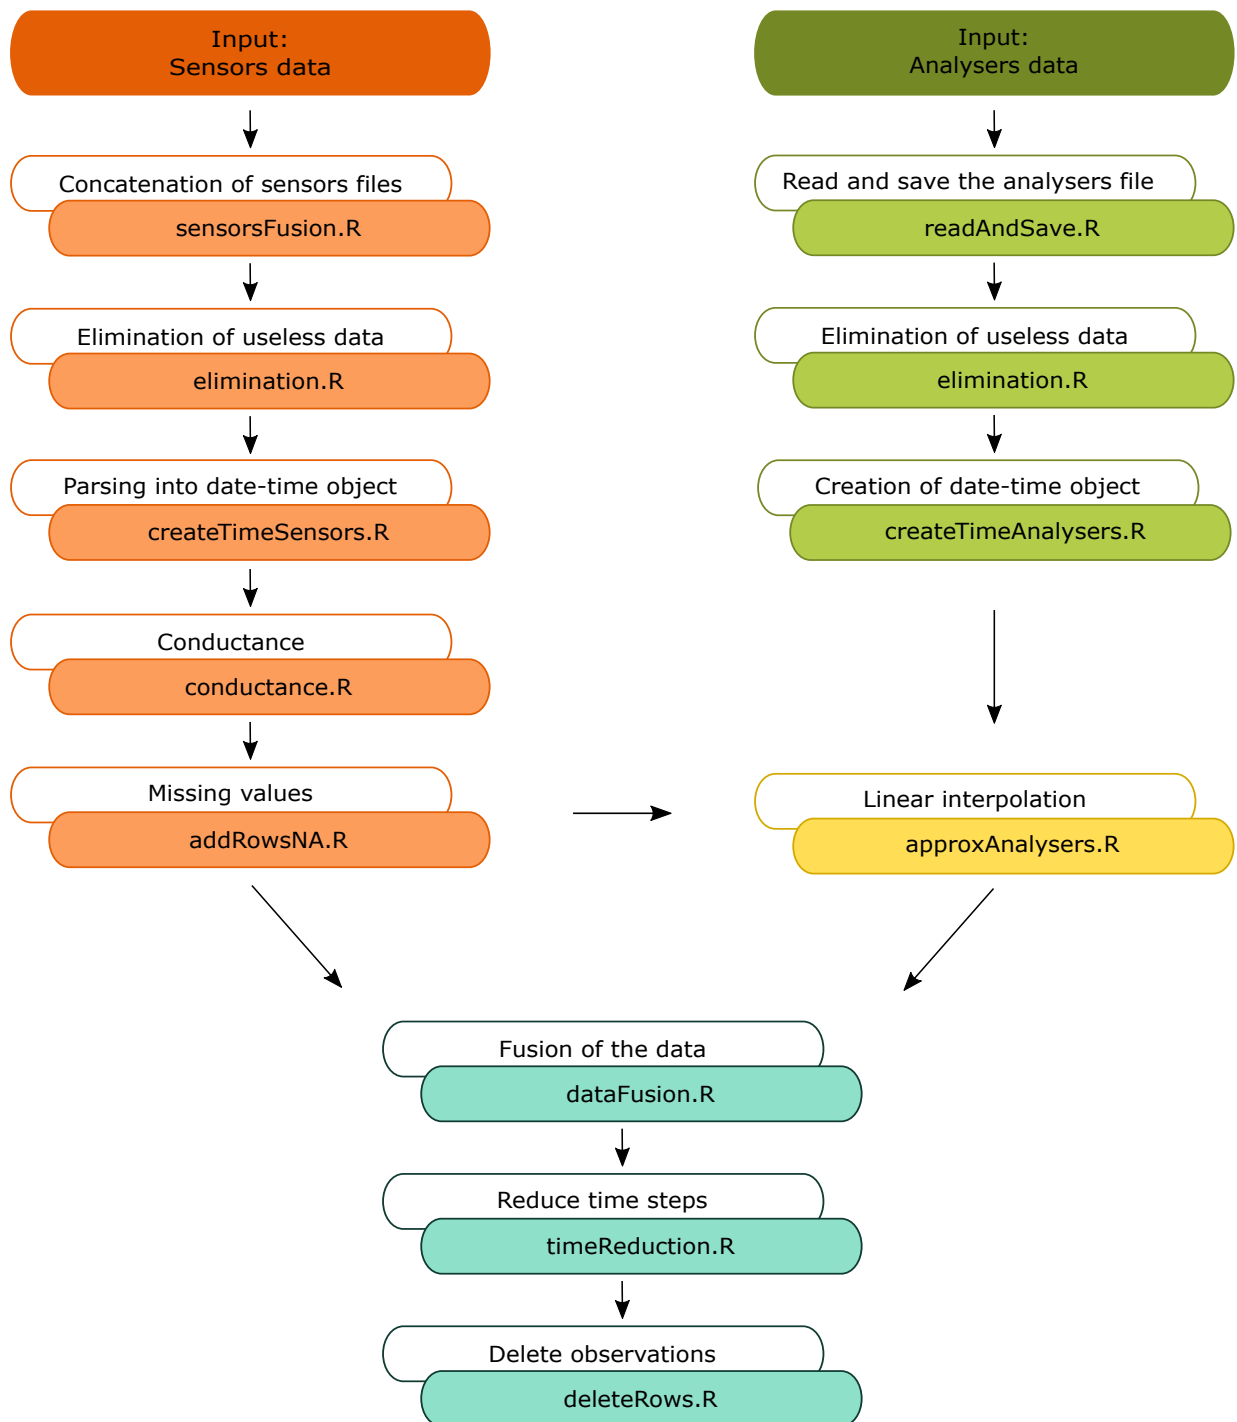 Input:
Sensors data
Concatenation of sensors files
sensorsFusion.R
Elimination of useless data
elimination.R
Parsing into date-time object
createTimeSensors.R
Conductance
conductance.R
Missing values
addRowsNA.R
Input:
Analysers data
Read and save the analysers file
readAndSave.R
Elimination of useless data
elimination.R
Creation of date-time object
createTimeAnalysers.R
Linear interpolation
approxAnalysers.R
Fusion of the data
dataFusion.R
Reduce time steps
timeReduction.R
Delete observations
deleteRows.R